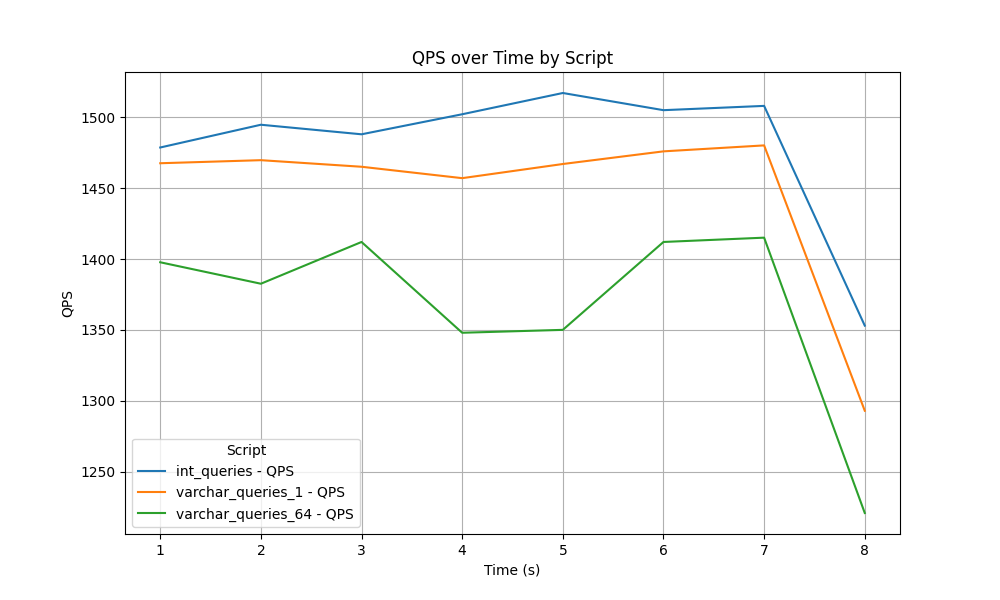 QPS over Time by Script
QPS
1500
1450
1400
1350
1300
1250
Script
int_queries - QPS
varchar_queries_1 - QPS
varchar_queries_64 - QPS
1 2 3 4 5 6 7 8
Time (s)